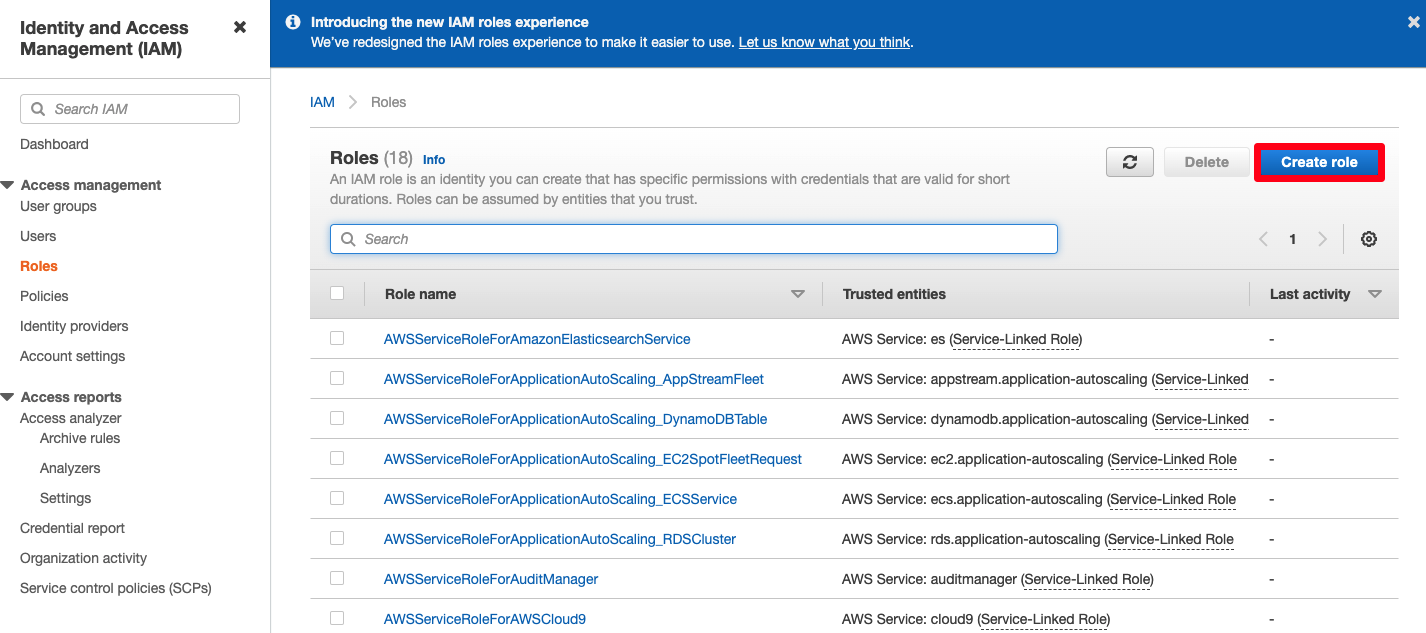 Identity and Access
Management (IAM)
Search IAM
Dashboard
Access management
User groups
Users
Roles
Policies
Identity providers
Account settings
Access reports
Access analyzer
Archive rules
Analyzers
Settings
Credential report
Organization activity
Service control policies (SCPs)
Introducing the new IAM roles experience
We've redesigned the IAM roles experience to make it easier to use. Let us know what you think.
IAM > Roles
Roles (18) Info
An IAM role is an identity you can create that has specific permissions with credentials that are valid for short
durations. Roles can be assumed by entities that you trust.
Delete
Create role
Search
1
Role name Trusted entities Last activity
AWSServiceRoleForAmazonElasticsearchService AWS Service: es (Service-Linked Role) -
AWSServiceRoleForApplicationAutoScaling_AppStreamFleet AWS Service: appstream.application-autoscaling (Service-Linked -
AWSServiceRoleForApplicationAutoScaling_DynamoDBTable AWS Service: dynamodb.application-autoscaling (Service-Linked -
AWSServiceRoleForApplicationAutoScaling_EC2SpotFleetRequest AWS Service: ec2.application-autoscaling (Service-Linked Role -
AWSServiceRoleForApplicationAutoScaling_ECSService AWS Service: ecs.application-autoscaling (Service-Linked Role -
AWSServiceRoleForApplicationAutoScaling_RDSCluster AWS Service: rds.application-autoscaling (Service-Linked Role -
AWSServiceRoleForAuditManager AWS Service: auditmanager (Service-Linked Role) -
AWSServiceRoleForAWSCloud9 AWS Service: cloud9 (Service-Linked Role) -